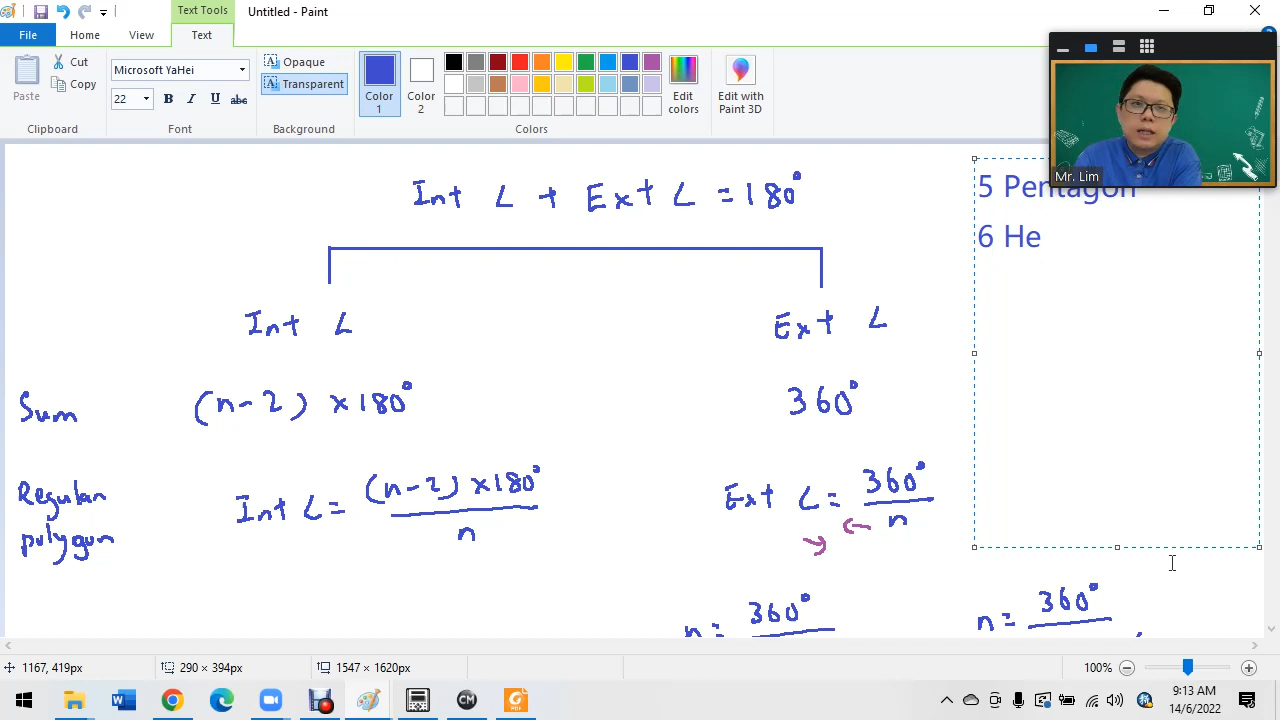 Text Tools
Untitled - Paint
File
Home
View
Text
Paste
Cut
Copy
Clipboard
Microsoft YaHei
22
B
I
U
abc
Font
Opaque
Transparent
Background
Color 1
Color 2
Edit colors
Edit with Paint 3D
Colors
Mr. Lim
Int ∠ + Ext ∠ = 180°
5 Pentagon
6 He
Int ∠
Ext ∠
Sum
(n-2) × 180°
360°
Regular polygon
Int ∠ = (n-2) × 180° / n
Ext ∠ = 360° / n
n = 360°
n = 360°
1167, 419px
290 × 394px
1547 × 1620px
100%
CM
PDF
9:13 AM
14/6/2022